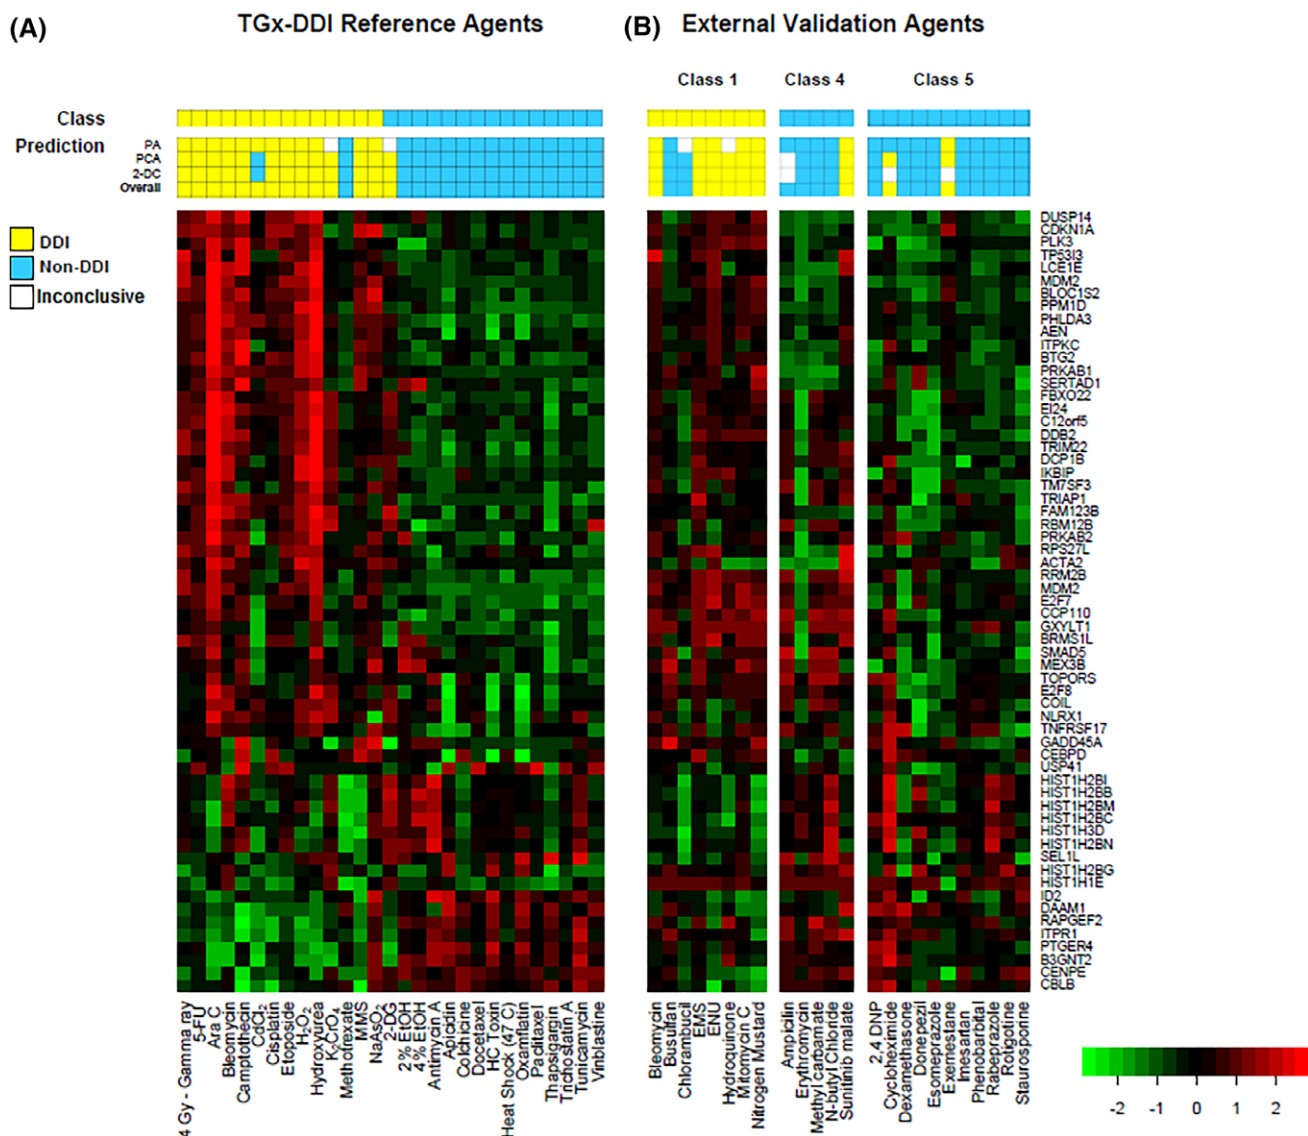 (A) TGx-DDI Reference Agents
(B) External Validation Agents
Class 1 Class 4 Class 5
Class
Prediction
PA
PCA
2-DC
Overall
DDI
Non-DDI
Inconclusive
DUSP14
CDKN1A
PLK3
TP53I3
LCE1E
MDM2
BLOC1S2
PPM1D
PHLDA3
AEN
ITPKC
BTG2
PRKAB1
SERTAD1
FBXO22
EI24
C12orf5
DDB2
TRIM22
DCP1B
IKBIP
TM7SF3
TRIAP1
FAM123B
RBM12B
PRKAB2
RPS27L
ACTA2
RRM2B
MDM2
E2F7
CCP110
GXYLT1
BRMS1L
SMAD5
MEX3B
TOPORS
E2F8
COIL
NLRX1
TNFRSF17
GADD45A
CEBPD
USP41
HIST1H2BI
HIST1H2BB
HIST1H2BM
HIST1H2BC
HIST1H3D
HIST1H2BN
SEL1L
HIST1H2BG
HIST1H1E
ID2
DAAM1
RAPGEF2
ITPR1
PTGER4
B3GNT2
CENPE
CBLB
4 Gy - Gamma ray
5-FU
Ara C
Bleomycin
Camptothecin
CdCl2
Cisplatin
Etoposide
H2O2
Hydroxyurea
K2CrO4
Methotrexate
MMS
NaAsO2
2-DG
2 % EtOH
4 % EtOH
Antimycin A
Apicidin
Colchicine
Docetaxel
HC Toxin
Heat Shock (47 C)
Oxamflatin
Paclitaxel
Thapsigargin
Trichostatin A
Tunicamycin
Vinblastine
Bleomycin
Busulfan
Chlorambucil
EMS
ENU
Hydroquinone
Mitomycin C
Nitrogen Mustard
Ampicilin
Erythromycin
Methyl carbamate
N-butyl Chloride
Sunitinib malate
2,4 DNP
Cycloheximide
Dexamethasone
Donepezil
Esomeprazole
Exemestane
Irnesartan
Phenobarbital
Rabeprazole
Rotigotine
Staurosporine
-2 -1 0 1 2